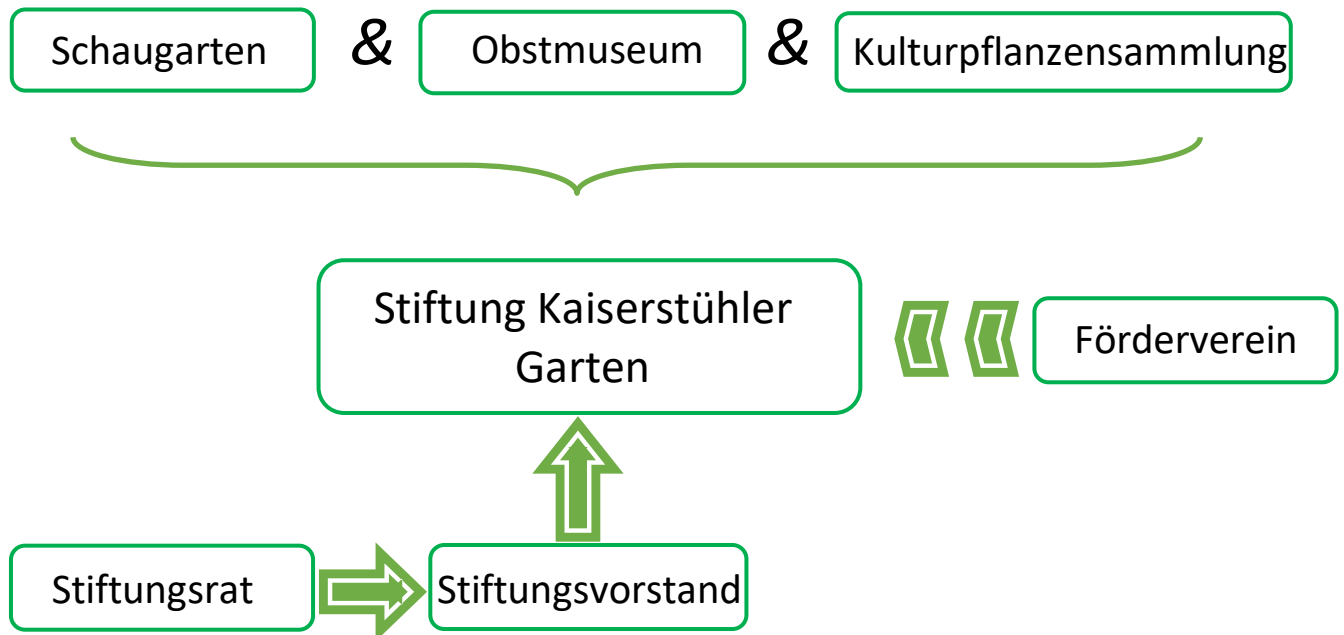 Schaugarten & Obstmuseum & Kulturpflanzensammlung
Stiftung Kaiserstühler
Garten
Förderverein
Stiftungsrat
Stiftungsvorstand